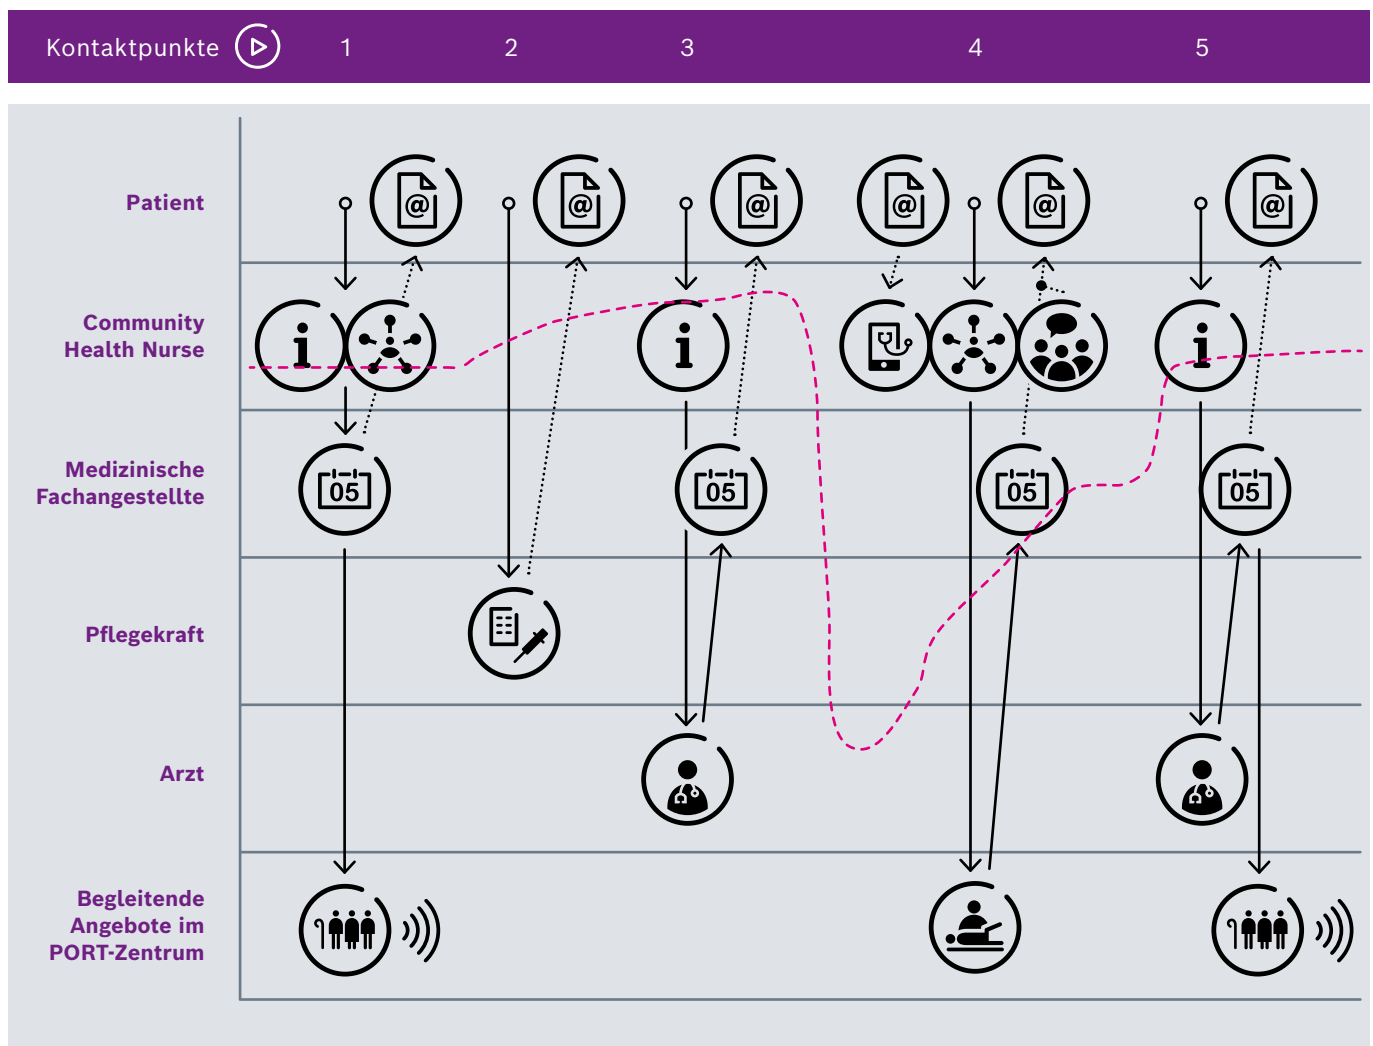 Kontaktpunkte 1 2 3 4 5
Patient @ @ @ @ @ @
Community
Health Nurse i i i
Medizinische
Fachangestellte 05 05 05 05
Pflegekraft
Arzt
Begleitende
Angebote im
PORT-Zentrum